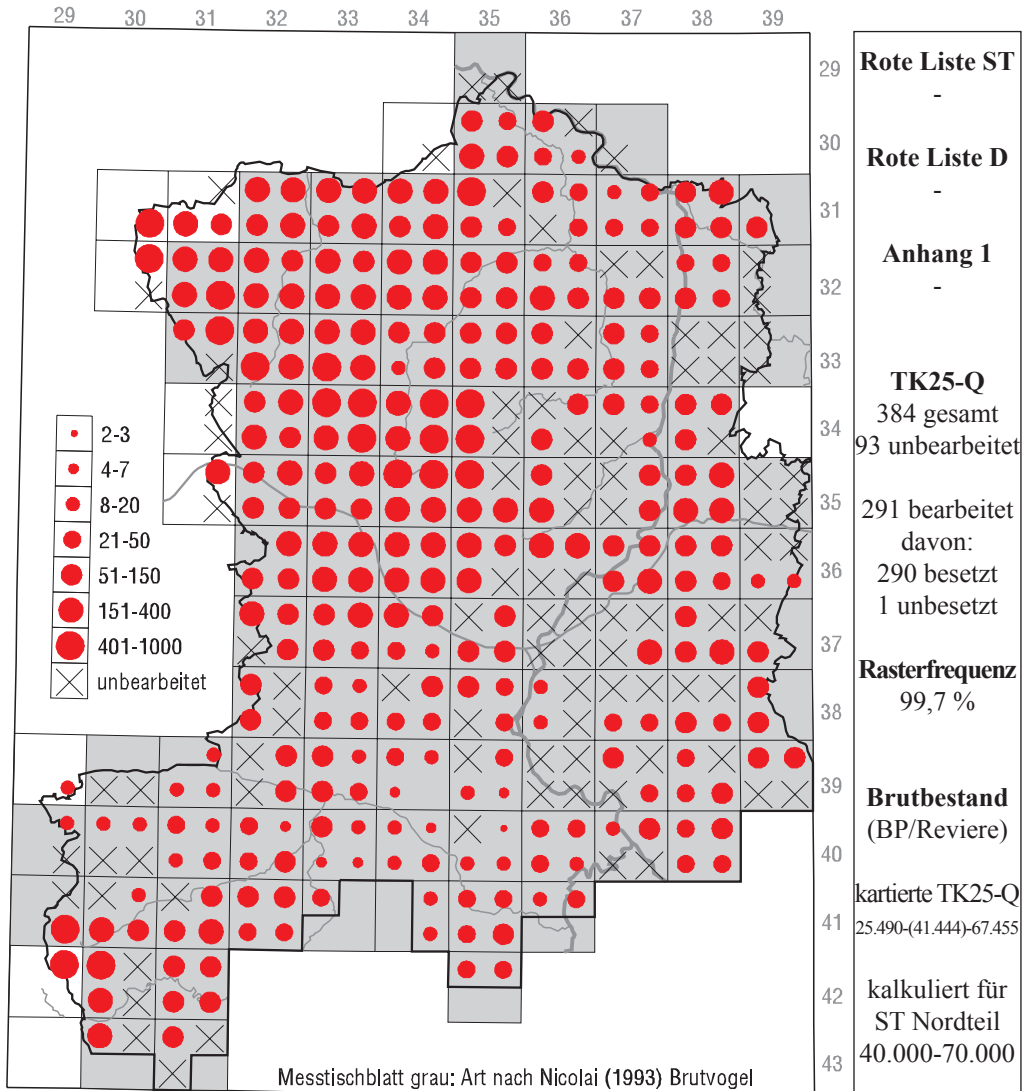 29 30 31 32 33 34 35 36 37 38 39
29
30
31
32
33
34
35
36
37
38
39
40
41
42
43
2-3
4-7
8-20
21-50
51-150
151-400
401-1000
unbearbeitet
Messtischblatt grau: Art nach Nicolai (1993) Brutvogel
Rote Liste ST
-
Rote Liste D
-
Anhang 1
-
TK25-Q
384 gesamt
93 unbearbeitet
291 bearbeitet
davon:
290 besetzt
1 unbesetzt
Rasterfrequenz
99,7 %
Brutbestand
(BP/Reviere)
kartierte TK25-Q
25.490-(41.444)-67.455
kalkuliert für
ST Nordteil
40.000-70.000